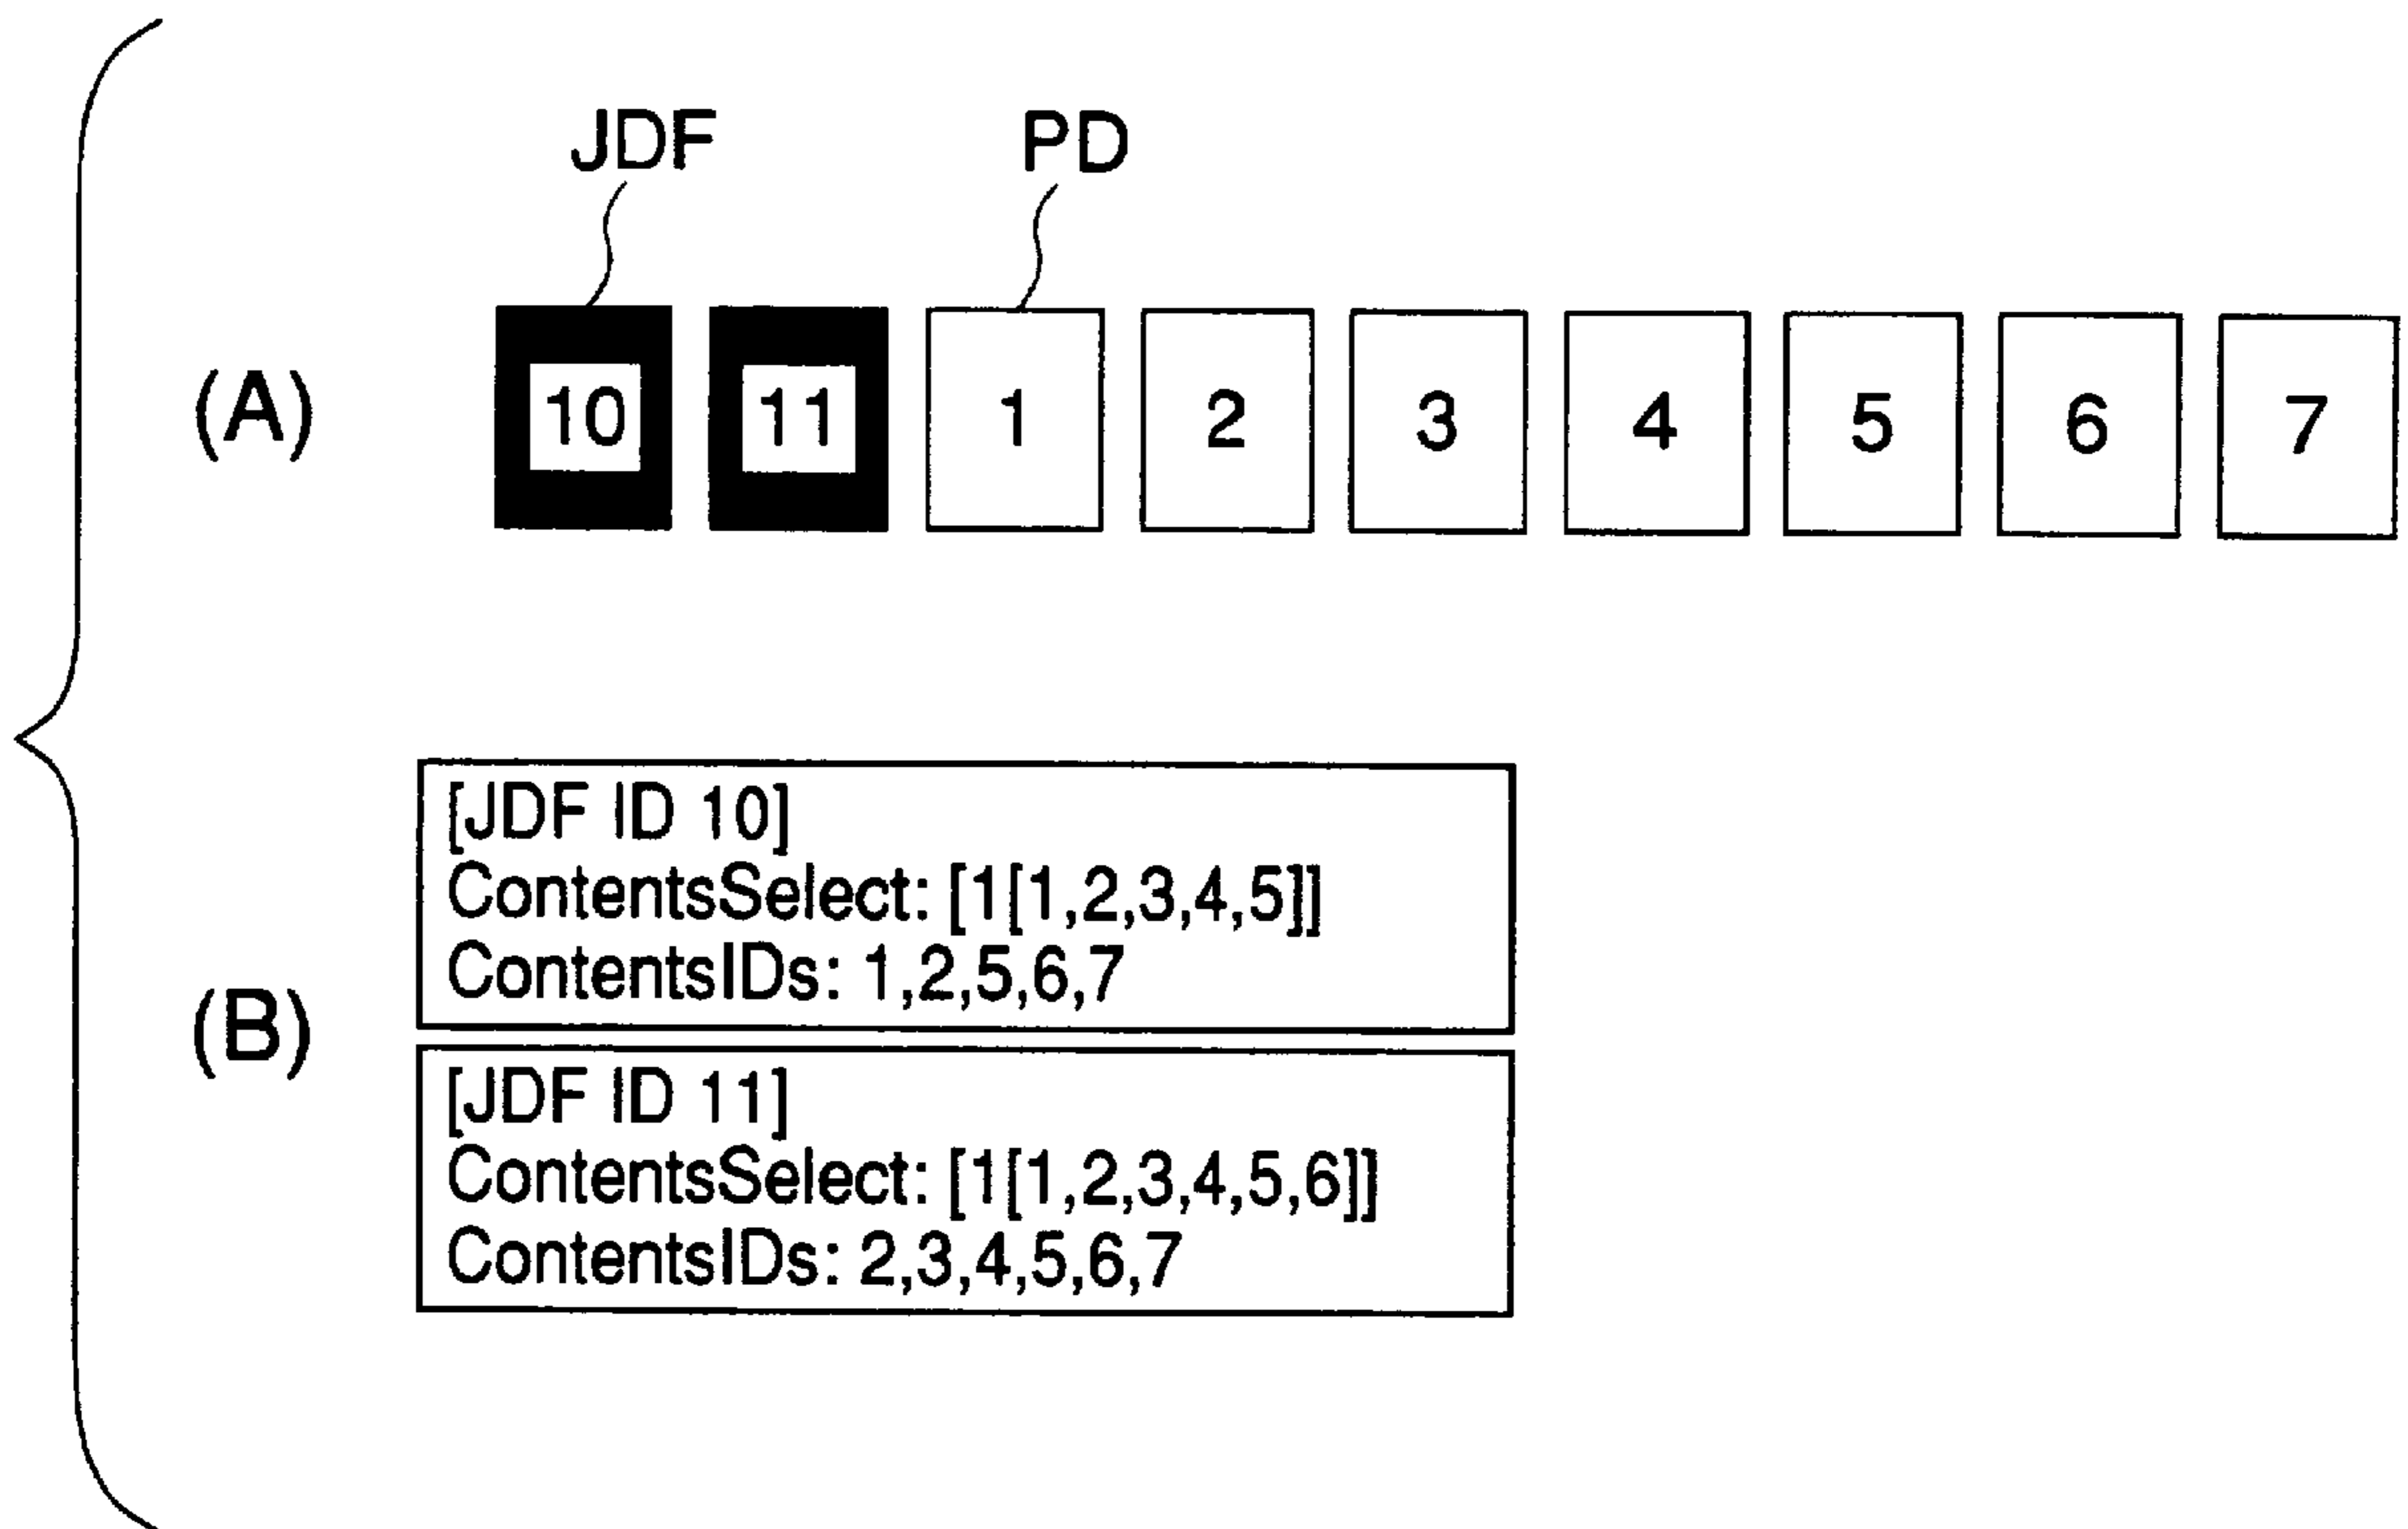 JDF PD
(A) 10 11 1 2 3 4 5 6 7
(B)
[JDF ID 10]
ContentsSelect: [1[1,2,3,4,5]]
ContentsIDs: 1,2,5,6,7
[JDF ID 11]
ContentsSelect: [1[1,2,3,4,5,6]]
ContentsIDs: 2,3,4,5,6,7